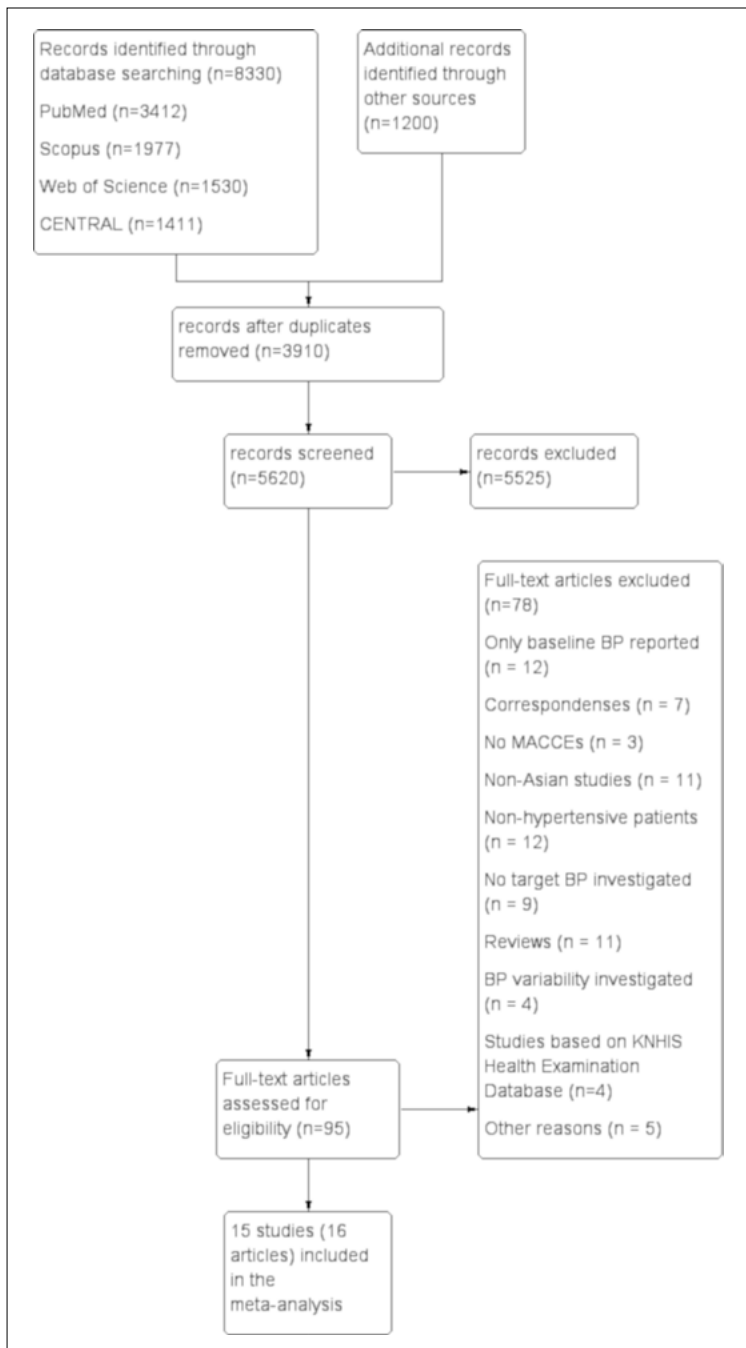 Records identified through
database searching (n=8330)
PubMed (n=3412)
Scopus (n=1977)
Web of Science (n=1530)
CENTRAL (n=1411)
Additional records
identified through
other sources
(n=1200)
records after duplicates
removed (n=3910)
records screened
(n=5620)
records excluded
(n=5525)
Full-text articles excluded
(n=78)
Only baseline BP reported
(n = 12)
Correspondenses (n = 7)
No MACCEs (n = 3)
Non-Asian studies (n = 11)
Non-hypertensive patients
(n = 12)
No target BP investigated
(n = 9)
Reviews (n = 11)
BP variability investigated
(n = 4)
Studies based on KNHIS
Health Examination
Database (n=4)
Other reasons (n = 5)
Full-text articles
assessed for
eligibility (n=95)
15 studies (16
articles) included
in the
meta-analysis